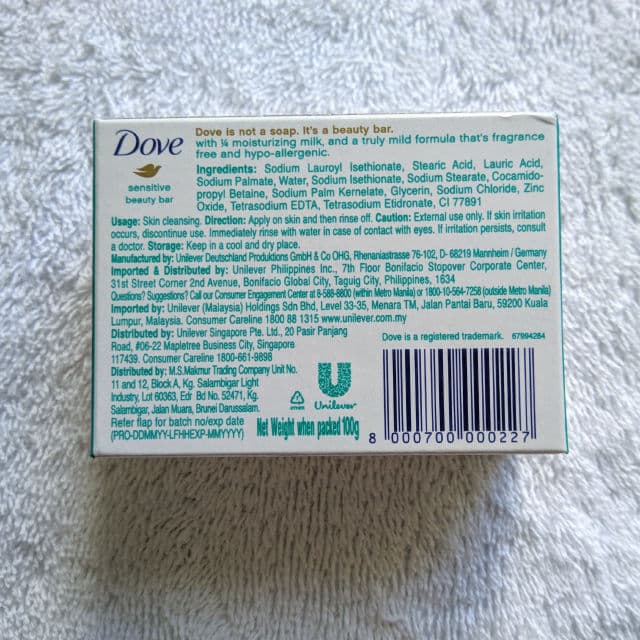 Dove
sensitive
beauty bar
Dove is not a soap. It's a beauty bar.
with ¼ moisturizing milk, and a truly mild formula that's fragrance
free and hypo-allergenic.
Ingredients: Sodium Lauroyl Isethionate, Stearic Acid, Lauric Acid,
Sodium Palmate, Water, Sodium Isethionate, Sodium Stearate, Cocamido-
propyl Betaine, Sodium Palm Kernelate, Glycerin, Sodium Chloride, Zinc
Oxide, Tetrasodium EDTA, Tetrasodium Etidronate, CI 77891
Usage: Skin cleansing. Direction: Apply on skin and then rinse off. Caution: External use only. If skin irritation
occurs, discontinue use. Immediately rinse with water in case of contact with eyes. If irritation persists, consult
a doctor. Storage: Keep in a cool and dry place.
Manufactured by: Unilever Deutschland Produktions GmbH & Co OHG, Rhenaniastrasse 76-102, D- 68219 Mannheim / Germany
Imported & Distributed by: Unilever Philippines Inc., 7th Floor Bonifacio Stopover Corporate Center,
31st Street Corner 2nd Avenue, Bonifacio Global City, Taguig City, Philippines, 1634
Questions? Suggestions? Call our Consumer Engagement Center at 8-588-8800 (within Metro Manila) or 1800-10-564-7258 (outside Metro Manila)
Imported by: Unilever (Malaysia) Holdings Sdn Bhd, Level 33-35, Menara TM, Jalan Pantai Baru, 59200 Kuala
Lumpur, Malaysia. Consumer Careline 1800 88 1315 www.unilever.com.my
Distributed by: Unilever Singapore Pte. Ltd., 20 Pasir Panjang
Road, #06-22 Mapletree Business City, Singapore
117439. Consumer Careline 1800-661-9898
Distributed by: M.S.Makmur Trading Company Unit No.
11 and 12, Block A, Kg. Salambigar Light
Industry, Lot 60363, Edr Bd No. 52471, Kg.
Salambigar, Jalan Muara, Brunei Darussalam.
Refer flap for batch no/exp date
(PRO-DDMMYY-LFHHEXP-MMYYYY)
Unilever
Net Weight when packed 100g
Dove is a registered trademark. 67994284
8 000700 000227